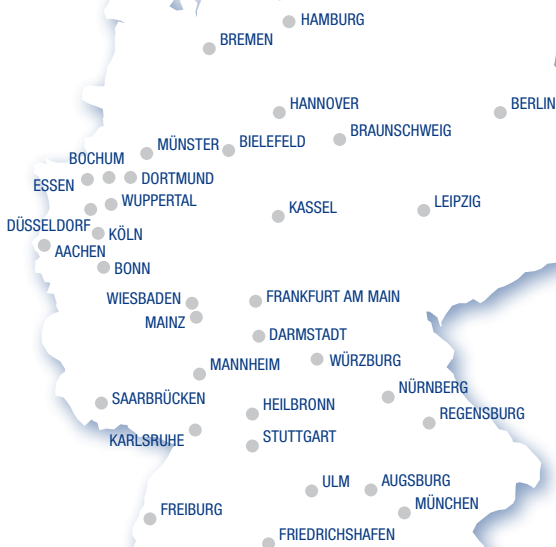 HAMBURG
BREMEN
HANNOVER
BERLIN
BRAUNSCHWEIG
MÜNSTER
BIELEFELD
BOCHUM
ESSEN
DORTMUND
WUPPERTAL
KASSEL
LEIPZIG
DÜSSELDORF
KÖLN
AACHEN
BONN
WIESBADEN
FRANKFURT AM MAIN
MAINZ
DARMSTADT
MANNHEIM
WÜRZBURG
NÜRNBERG
SAARBRÜCKEN
HEILBRONN
REGENSBURG
KARLSRUHE
STUTTGART
ULM
AUGSBURG
MÜNCHEN
FREIBURG
FRIEDRICHSHAFEN